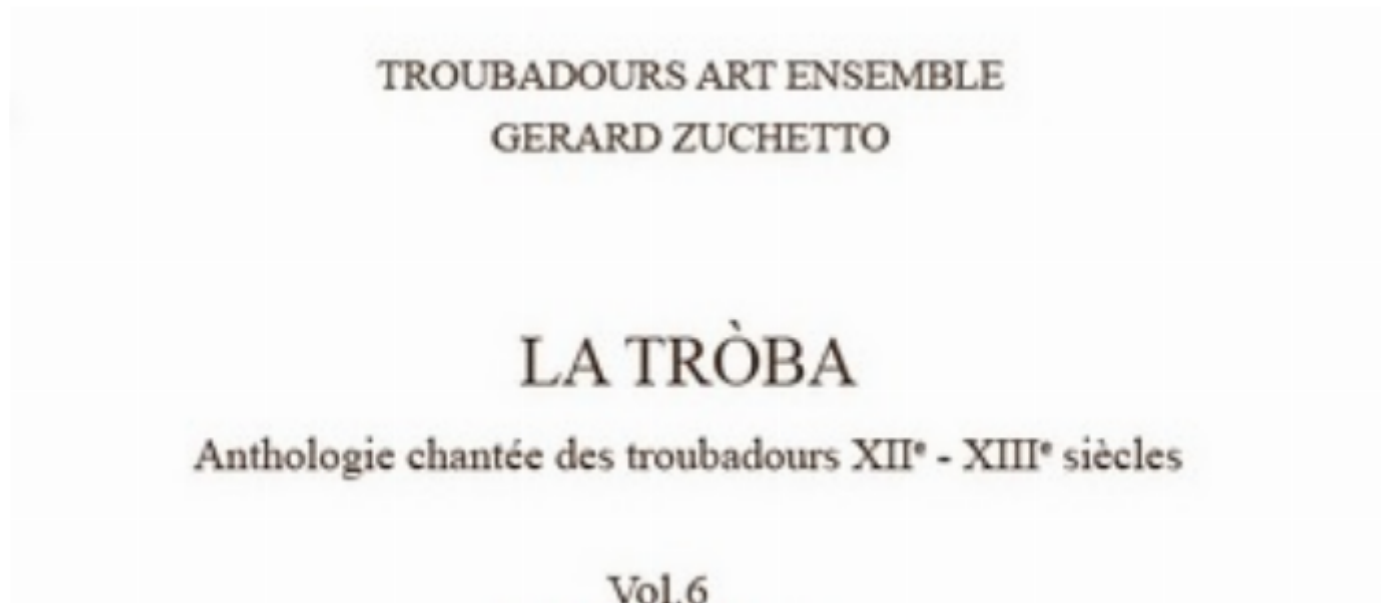 TROUBADOURS ART ENSEMBLE
GERARD ZUCHETTO
LA TRÒBA
Anthologie chantée des troubadours XIIᵉ - XIIIᵉ siècles
Vol.6